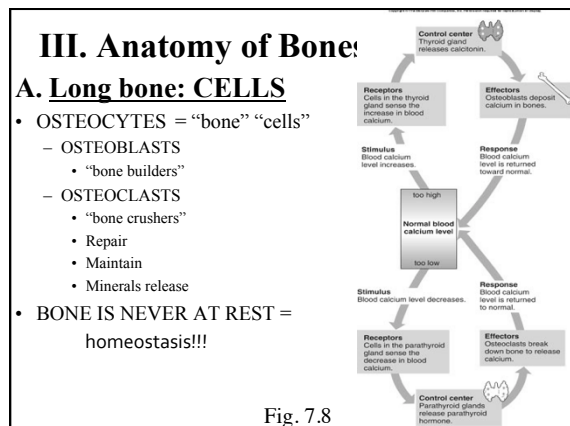 III. Anatomy of Bones
A. Long bone: CELLS
• OSTEOCYTES = “bone” “cells”
– OSTEOBLASTS
• “bone builders”
– OSTEOCLASTS
• “bone crushers”
• Repair
• Maintain
• Minerals release
• BONE IS NEVER AT REST =
homeostasis!!!
Fig. 7.8
Control center
Thyroid gland
releases calcitonin.
Receptors
Cells in the thyroid
gland sense the
increase in blood
calcium.
Effectors
Osteoblasts deposit
calcium in bones.
Stimulus
Blood calcium
level increases.
Response
Blood calcium
level is returned
toward normal.
too high
Normal blood
calcium level
too low
Stimulus
Blood calcium level decreases.
Response
Blood calcium
level is returned
to normal.
Receptors
Cells in the parathyroid
gland sense the
decrease in blood
calcium.
Effectors
Osteoclasts break
down bone to release
calcium.
Control center
Parathyroid glands
release parathyroid
hormone.